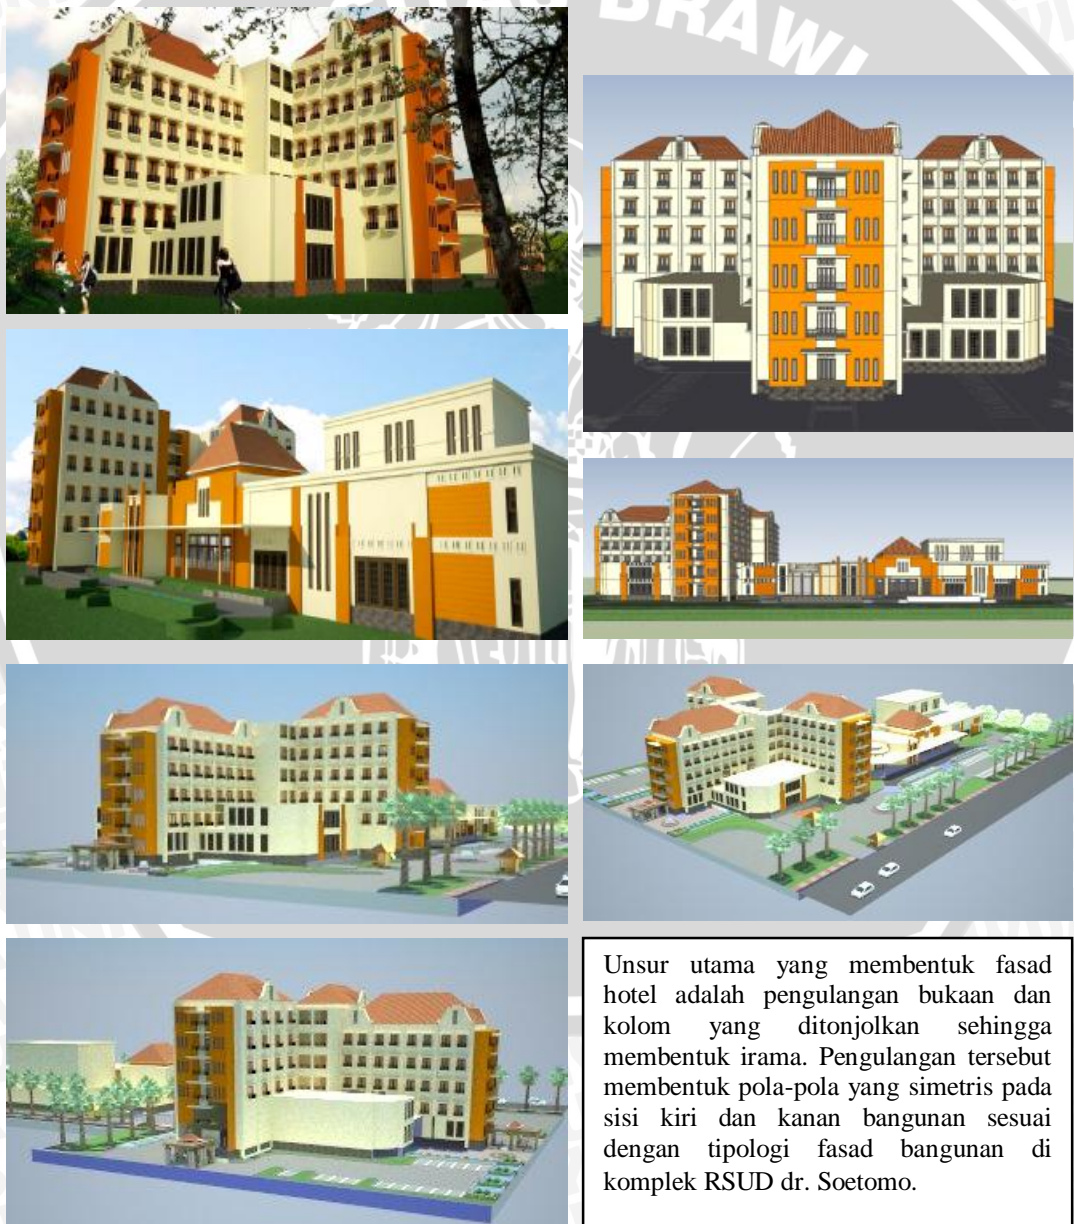 BRAWI
Unsur utama yang membentuk fasad
hotel adalah pengulangan bukaan dan
kolom yang ditonjolkan sehingga
membentuk irama. Pengulangan tersebut
membentuk pola-pola yang simetris pada
sisi kiri dan kanan bangunan sesuai
dengan tipologi fasad bangunan di
komplek RSUD dr. Soetomo.